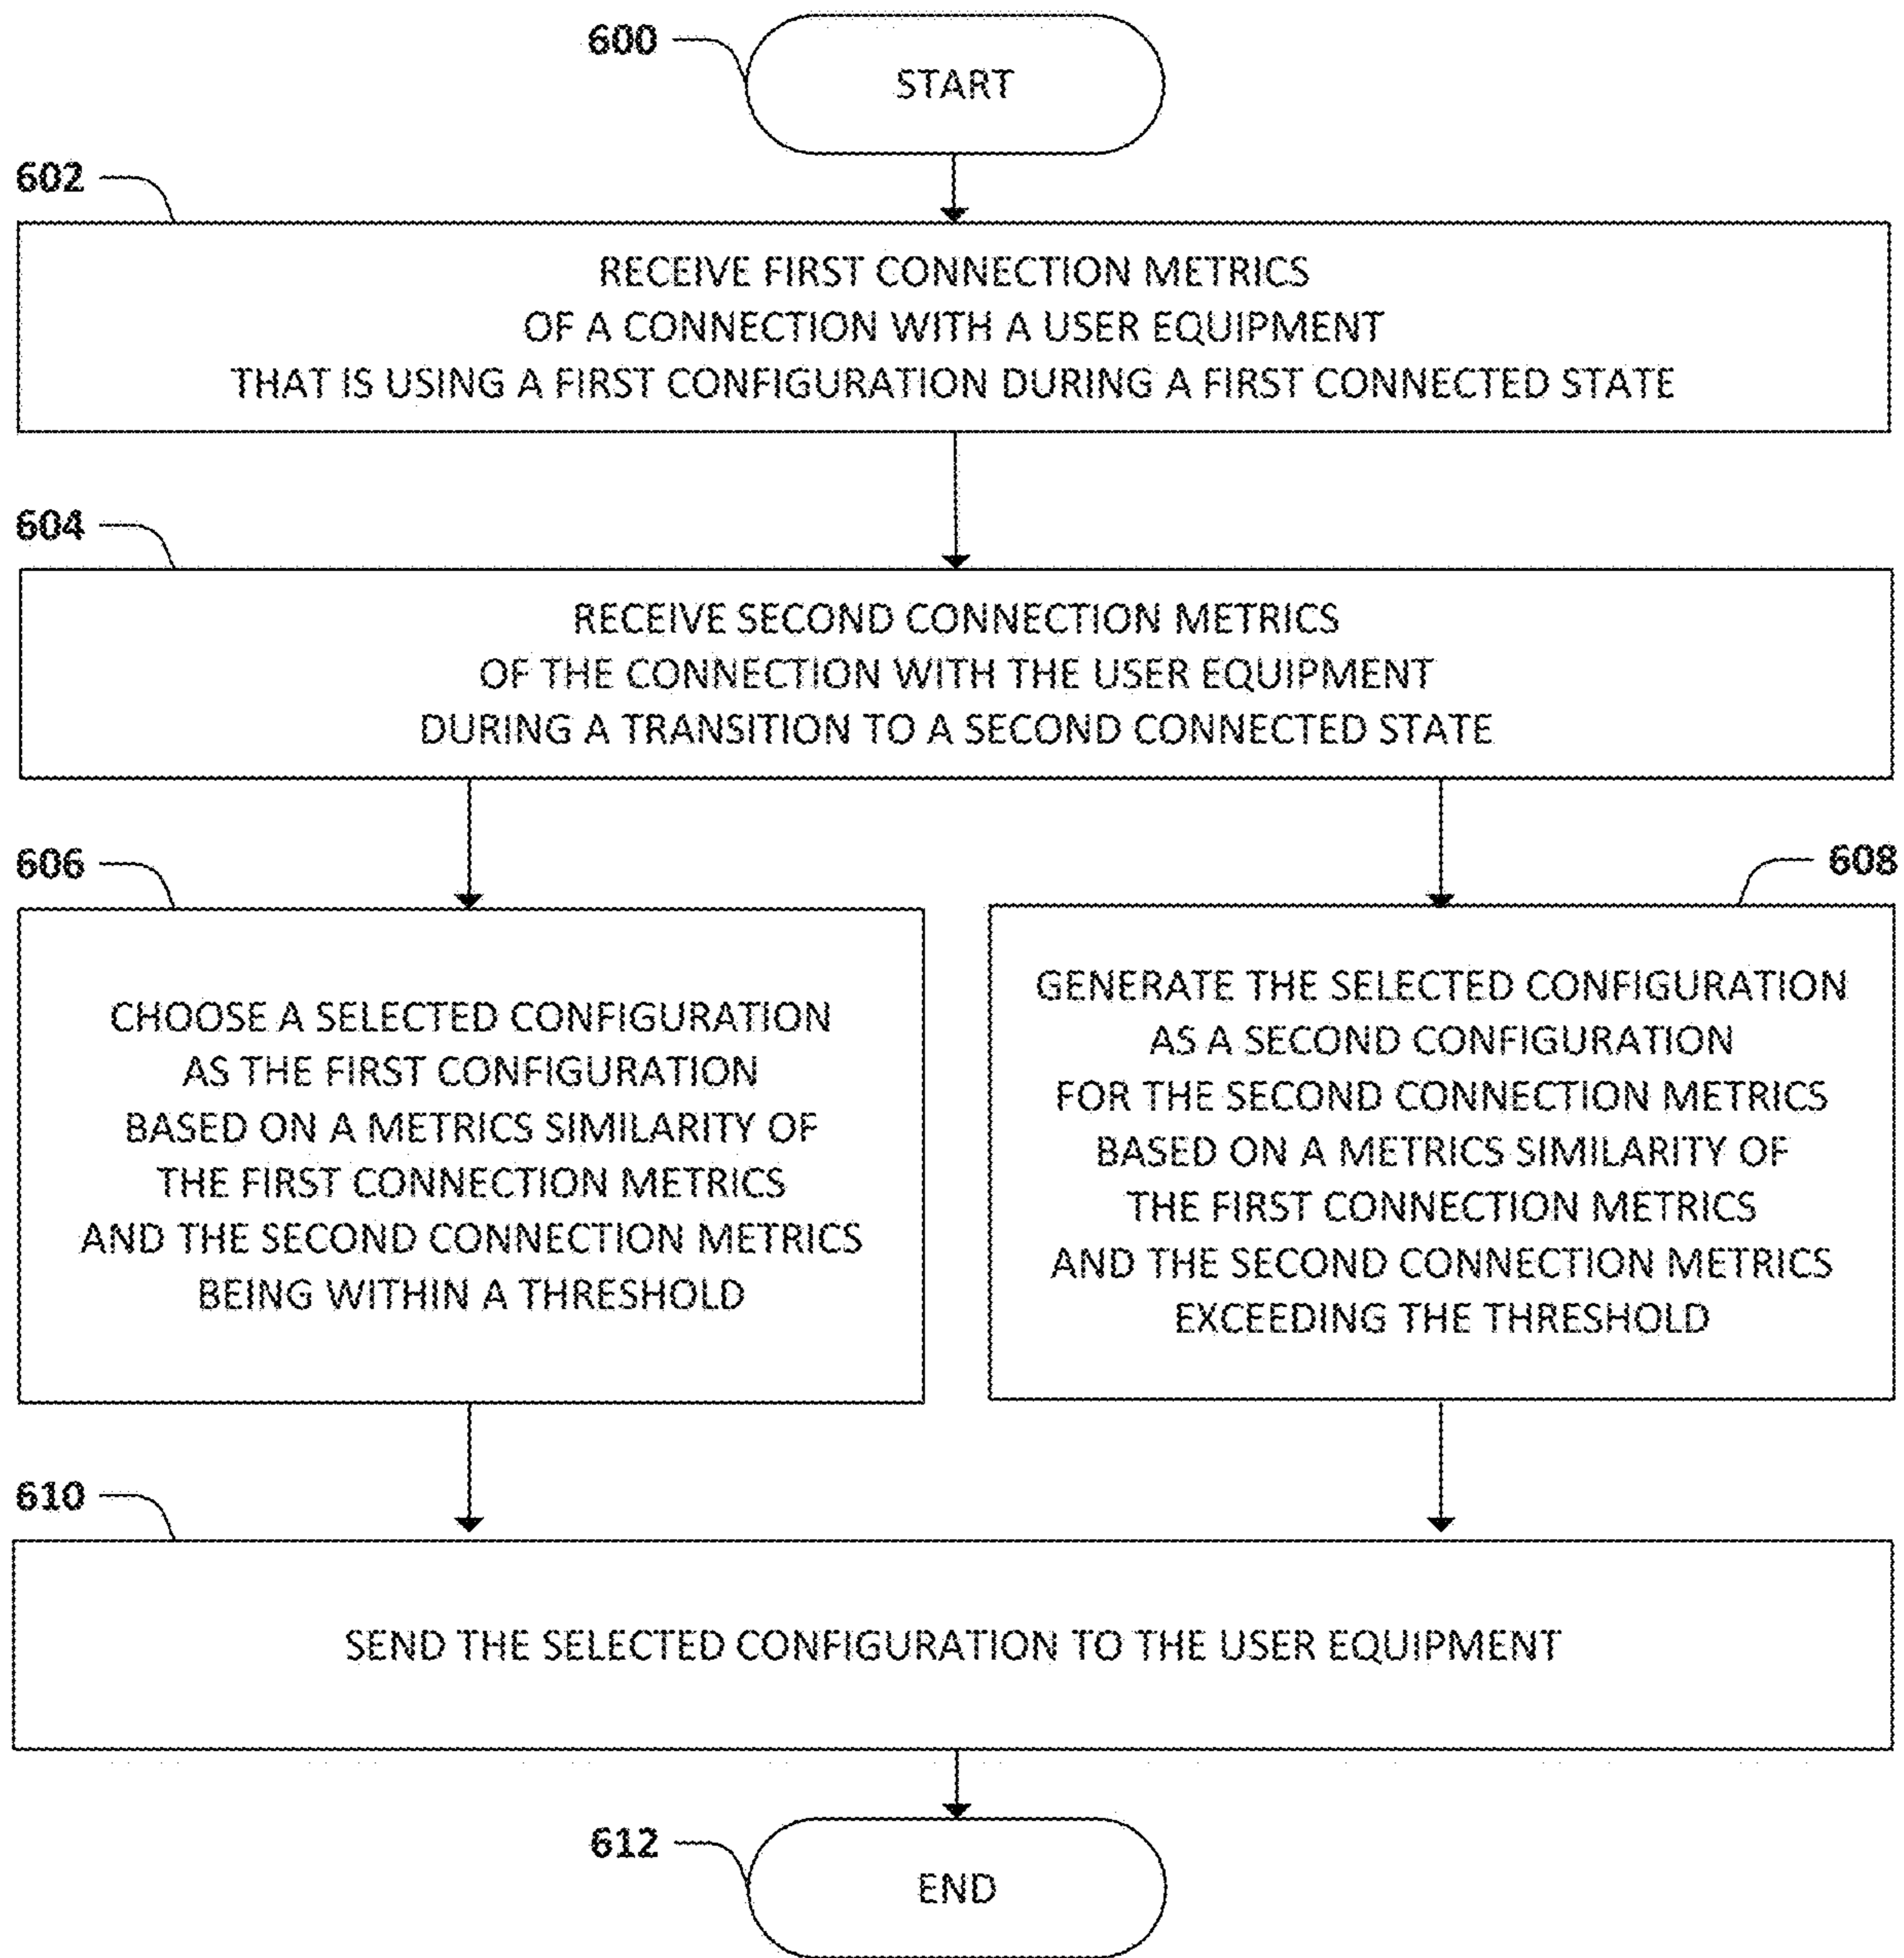 600
START
602
RECEIVE FIRST CONNECTION METRICS
OF A CONNECTION WITH A USER EQUIPMENT
THAT IS USING A FIRST CONFIGURATION DURING A FIRST CONNECTED STATE
604
RECEIVE SECOND CONNECTION METRICS
OF THE CONNECTION WITH THE USER EQUIPMENT
DURING A TRANSITION TO A SECOND CONNECTED STATE
606
CHOOSE A SELECTED CONFIGURATION
AS THE FIRST CONFIGURATION
BASED ON A METRICS SIMILARITY OF
THE FIRST CONNECTION METRICS
AND THE SECOND CONNECTION METRICS
BEING WITHIN A THRESHOLD
608
GENERATE THE SELECTED CONFIGURATION
AS A SECOND CONFIGURATION
FOR THE SECOND CONNECTION METRICS
BASED ON A METRICS SIMILARITY OF
THE FIRST CONNECTION METRICS
AND THE SECOND CONNECTION METRICS
EXCEEDING THE THRESHOLD
610
SEND THE SELECTED CONFIGURATION TO THE USER EQUIPMENT
612
END